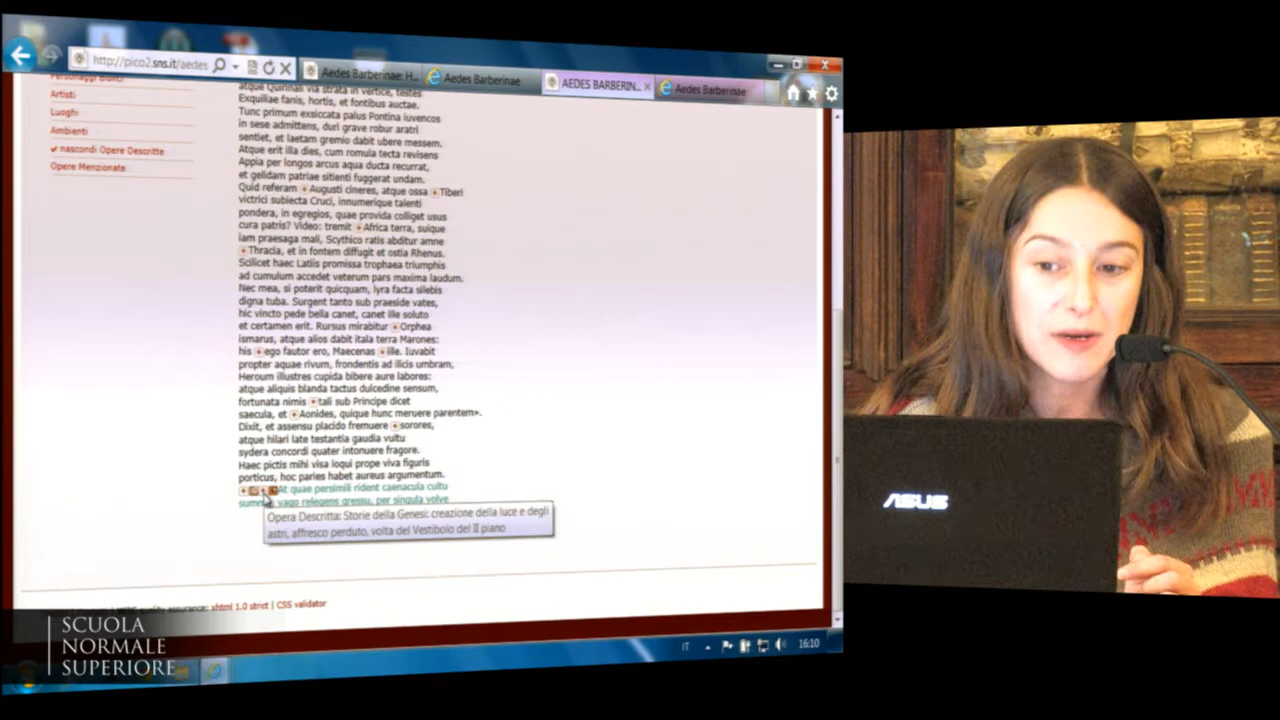 http://pico2.sns.it/aedes
Aedes Barberinae: H...
Aedes Barberinae
AEDES BARBERIN...
Aedes Barberinae
Personaggi Biblici
Artisti
Luoghi
Ambienti
nascondi Opere Descritte
Opere Menzionate
atque Quirinali via strata in vertice, testes
Exquiliae fanis, hortis, et fontibus auctae.
Tunc primum exsiccata palus Pontina iuvencos
in sese admittens, duri grave robur aratri
sentiet, et laetam gremio dabit ubere messem.
Atque erit illa dies, cum romula tecta revisens
Appia per longos arcus aqua ducta recurrat,
et gelidam patriae sitienti fuggerat undam.
Quid referam Augusti cineres, atque ossa Tiberi
victrici subiecta Cruci, innumerique talenti
pondera, in egregios, quae provida colliget usus
cura patris? Video: tremit Africa terra, suique
iam praesaga mali, Scythico ratis abditur amne
Thracia, et in fontem diffugit et ostia Rhenus.
Scilicet haec Latiis promissa trophaea triumphis
ad cumulum accedet veterum pars maxima laudum.
Nec mea, si poterit quicquam, lyra facta silebis
digna tuba. Surgent tanto sub praeside vates,
hic vincto pede bella canet, canet ille soluto
et certamen erit. Rursus mirabitur Orphea
ismarus, atque alios dabit itala terra Marones:
his ego fautor ero, Maecenas ille. Iuvabit
propter aquae rivum, frondentis ad ilicis umbram,
Heroum illustres cupida bibere aure labores:
atque aliquis blanda tactus dulcedine sensum,
fortunata nimis tali sub Principe dicet
saecula, et Aonides, quique hunc meruere parentem».
Dixit, et assensu placido fremuere sorores,
atque hilari late testantia gaudia vultu
sydera concordi quater intonuere fragore.
Haec pictis mihi visa loqui prope viva figuris
porticus, hoc paries habet aureus argumentum.
At quae persimili rident caenacula cultu
vago relegens gressu, per singula volve
Opera Descritta: Storie della Genesi: creazione della luce e degli
astri, affresco perduto, volta del Vestibolo del II piano
quality assurance: xhtml 1.0 strict | CSS validator
IT
16:10
ASUS
SCUOLA
NORMALE
SUPERIORE